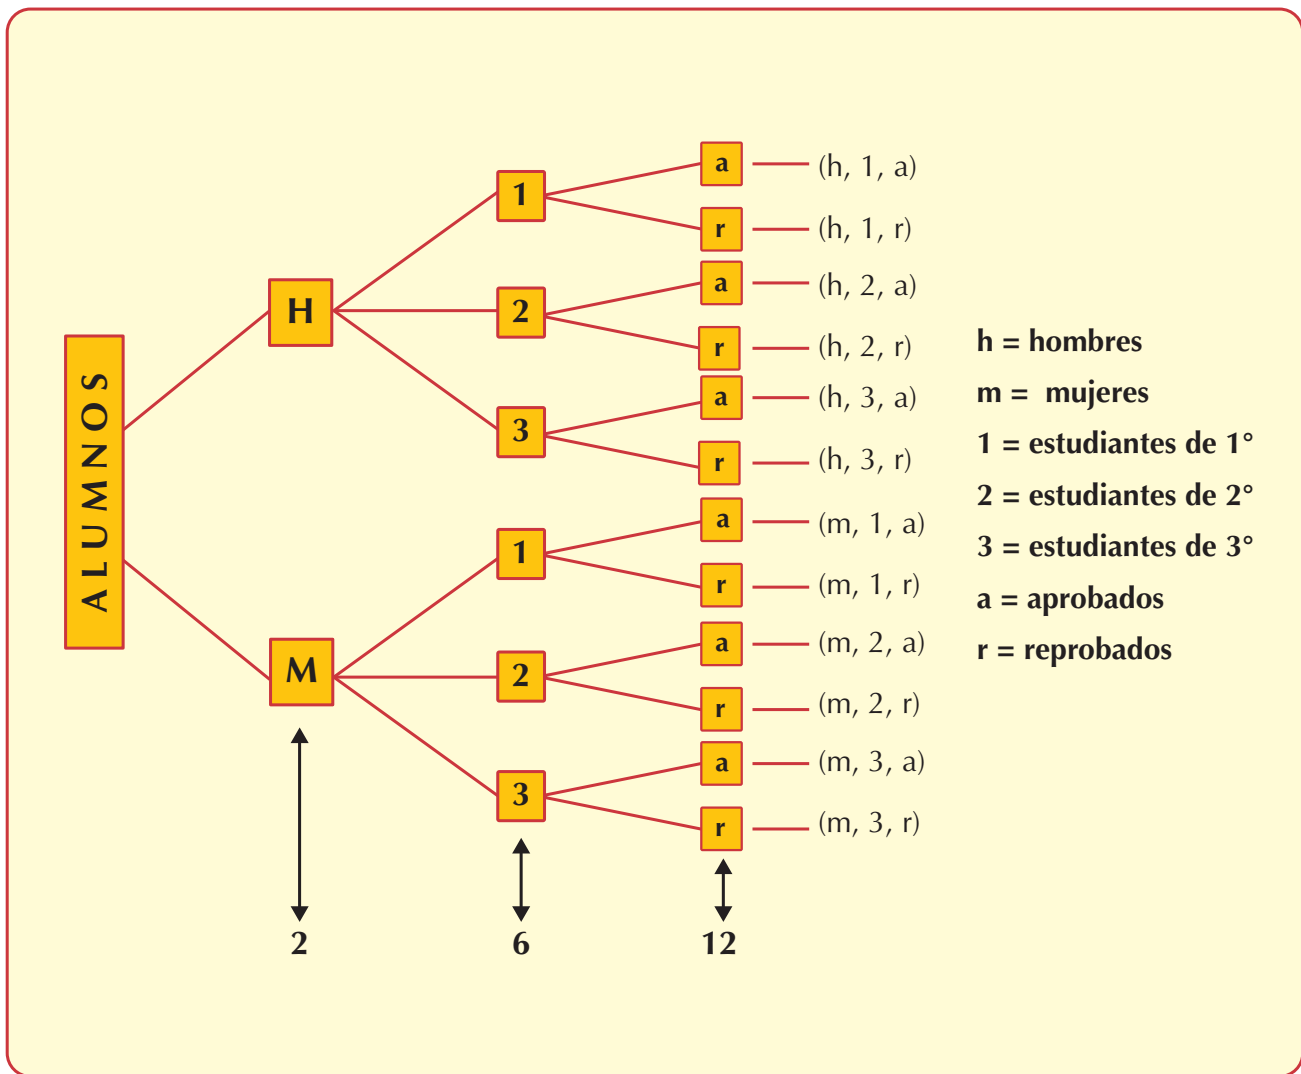 ALUMNOS
H
M
1
2
3
1
2
3
a
r
a
r
a
r
a
r
a
r
a
r
(h, 1, a)
(h, 1, r)
(h, 2, a)
(h, 2, r)
(h, 3, a)
(h, 3, r)
(m, 1, a)
(m, 1, r)
(m, 2, a)
(m, 2, r)
(m, 3, a)
(m, 3, r)
h = hombres
m = mujeres
1 = estudiantes de 1°
2 = estudiantes de 2°
3 = estudiantes de 3°
a = aprobados
r = reprobados
2
6
12